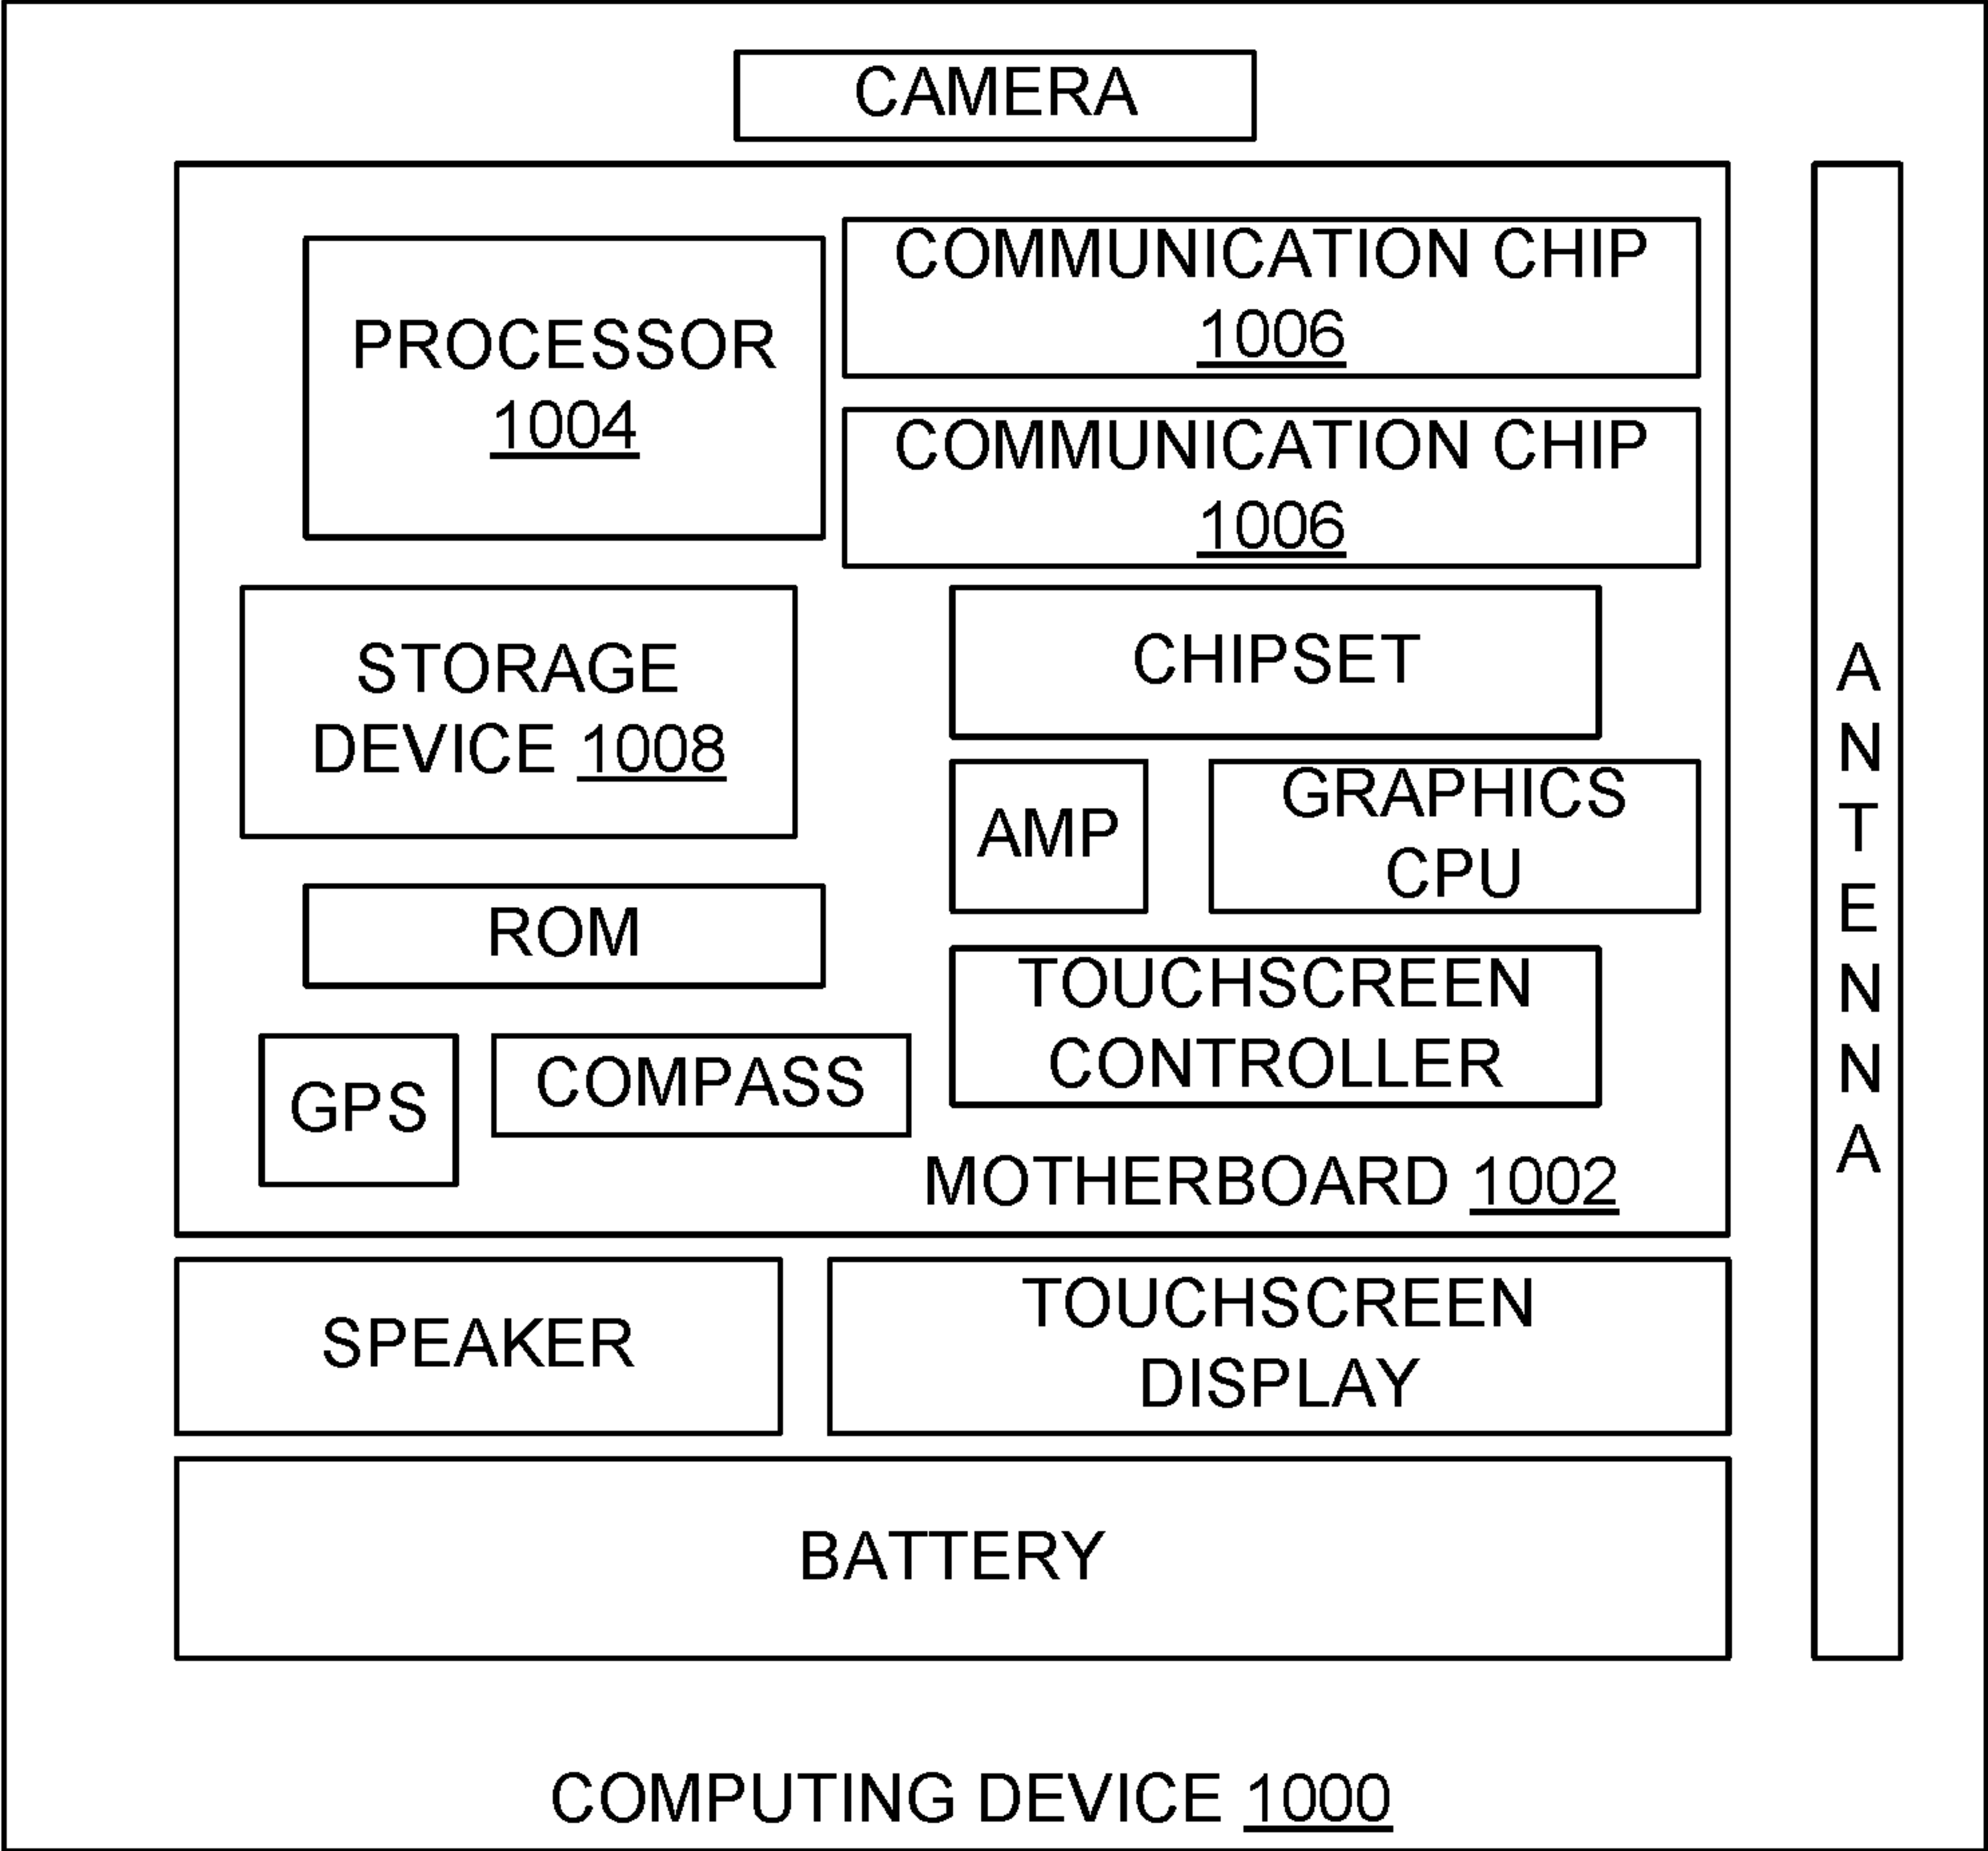 CAMERA
PROCESSOR
1004
COMMUNICATION CHIP
1006
COMMUNICATION CHIP
1006
STORAGE
DEVICE 1008
CHIPSET
AMP
GRAPHICS
CPU
ROM
TOUCHSCREEN
CONTROLLER
GPS
COMPASS
MOTHERBOARD 1002
ANTENNA
SPEAKER
TOUCHSCREEN
DISPLAY
BATTERY
COMPUTING DEVICE 1000